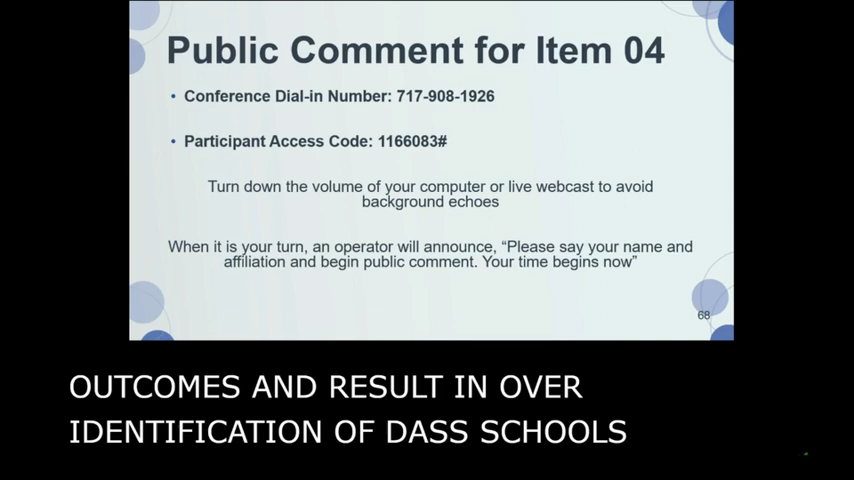 Public Comment for Item 04
• Conference Dial-in Number: 717-908-1926
• Participant Access Code: 1166083#
Turn down the volume of your computer or live webcast to avoid
background echoes
When it is your turn, an operator will announce, “Please say your name and
affiliation and begin public comment. Your time begins now”
68
OUTCOMES AND RESULT IN OVER
IDENTIFICATION OF DASS SCHOOLS